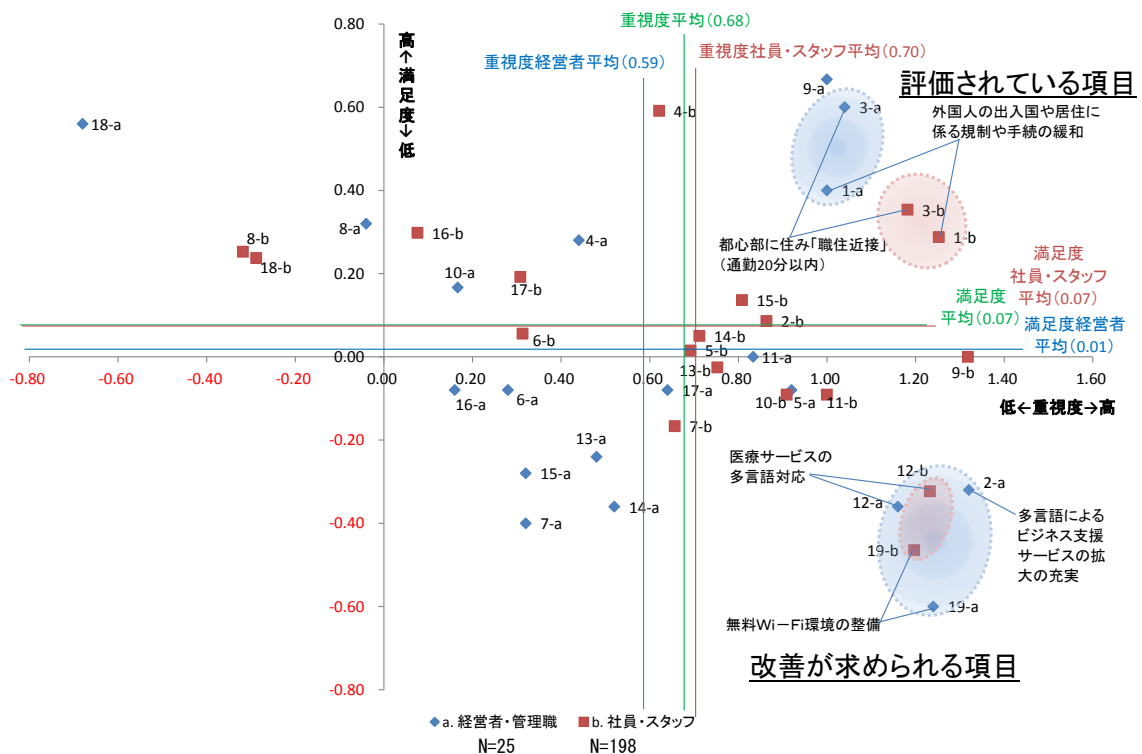 重視度平均(0.68)
重視度経営者平均(0.59)
重視度社員・スタッフ平均(0.70)
高↑満足度↓低
評価されている項目
外国人の出入国や居住に
係る規制や手続の緩和
都心部に住み「職住近接」
(通勤20分以内)
満足度
社員・スタッフ
平均(0.07)
満足度
平均(0.07)
満足度経営者
平均(0.01)
低←重視度→高
医療サービスの
多言語対応
多言語による
ビジネス支援
サービスの拡
大の充実
無料Wi-Fi環境の整備
改善が求められる項目
0.80
0.60
0.40
0.20
0.00
-0.20
-0.40
-0.60
-0.80
-0.80
-0.60
-0.40
-0.20
0.00
0.20
0.40
0.60
0.80
1.00
1.20
1.40
1.60
18-a
8-a
8-b
18-b
16-b
10-a
17-b
4-a
4-b
9-a
3-a
1-a
3-b
1-b
15-b
2-b
14-b
5-b
6-b
11-a
13-b
9-b
16-a
6-a
17-a
10-b
5-a
11-b
7-b
13-a
15-a
14-a
7-a
12-b
12-a
2-a
19-b
19-a
a. 経営者・管理職
b. 社員・スタッフ
N=25
N=198